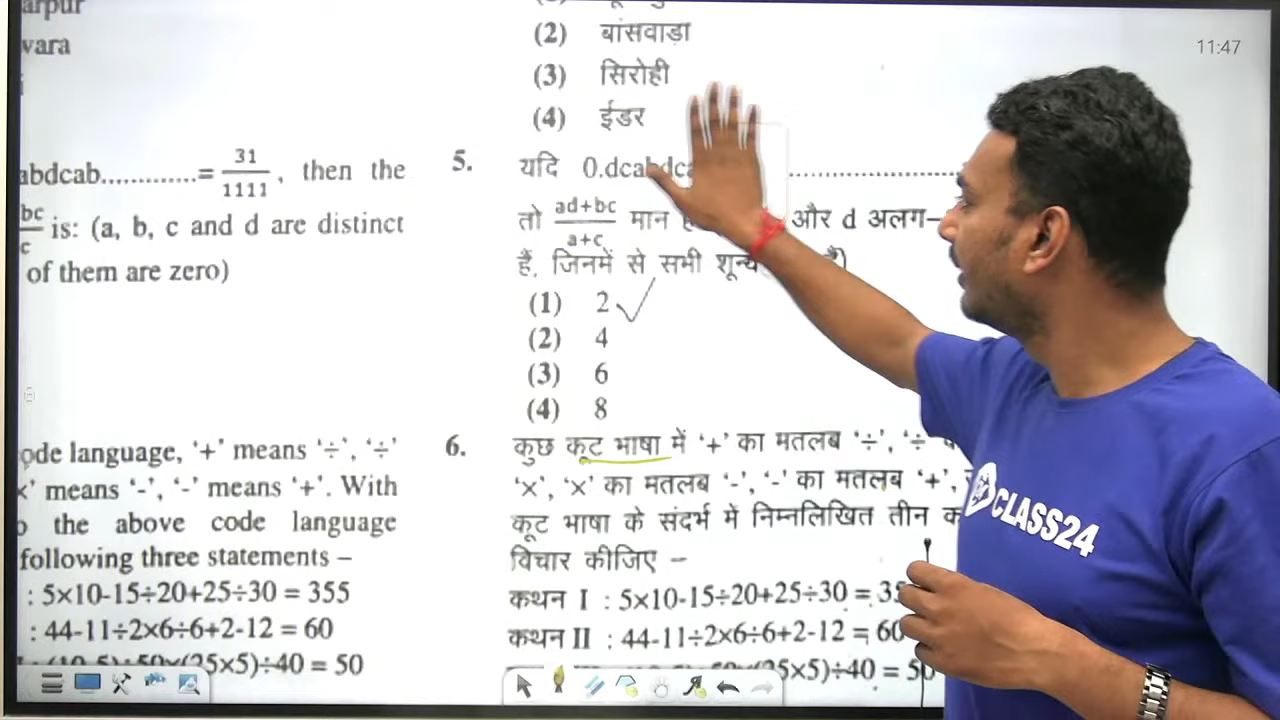 arpur
vara
abdcab.............= 31/1111, then the
bc/c is: (a, b, c and d are distinct
of them are zero)
ode language, ‘+’ means ‘÷’, ‘÷’
x’ means ‘-’, ‘-’ means ‘+’. With
o the above code language
following three statements –
: 5×10-15÷20+25÷30 = 355
: 44-11÷2×6÷6+2-12 = 60
: (10-5)÷50×(25×5)÷40 = 50
(2) बांसवाड़ा
(3) सिरोही
(4) ईडर
5. यदि 0.dcabdca
तो ad+bc/a+c मान और d अलग–
हैं, जिनमें से सभी शून्य
(1) 2
(2) 4
(3) 6
(4) 8
6. कुछ कूट भाषा में ‘+’ का मतलब ‘÷’, ‘÷
‘×’, ‘×’ का मतलब ‘-’, ‘-’ का मतलब ‘+’,
कूट भाषा के संदर्भ में निम्नलिखित तीन क
विचार कीजिए –
कथन I : 5×10-15÷20+25÷30 = 35
कथन II : 44-11÷2×6÷6+2-12 = 60
25×5)÷40 = 50
11:47
CLASS24